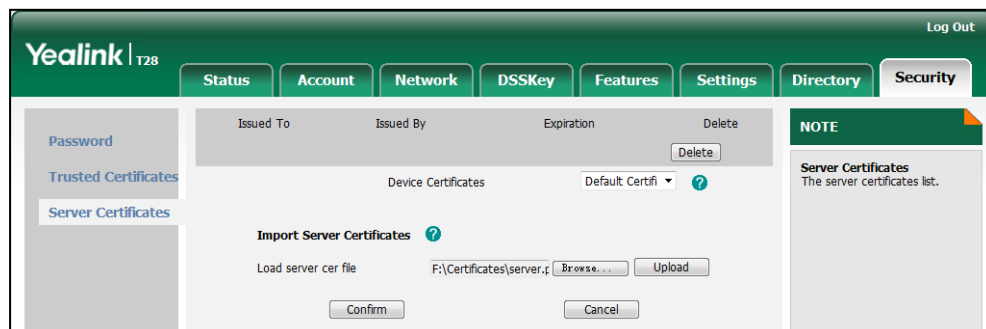 Log Out
Yealink | T28
Status Account Network DSSKey Features Settings Directory Security
Password
Trusted Certificates
Server Certificates
Issued To Issued By Expiration Delete
Delete
Device Certificates Default Certifi ?
Import Server Certificates ?
Load server cer file F:\Certificates\server.p Browse... Upload
Confirm Cancel
NOTE
Server Certificates
The server certificates list.